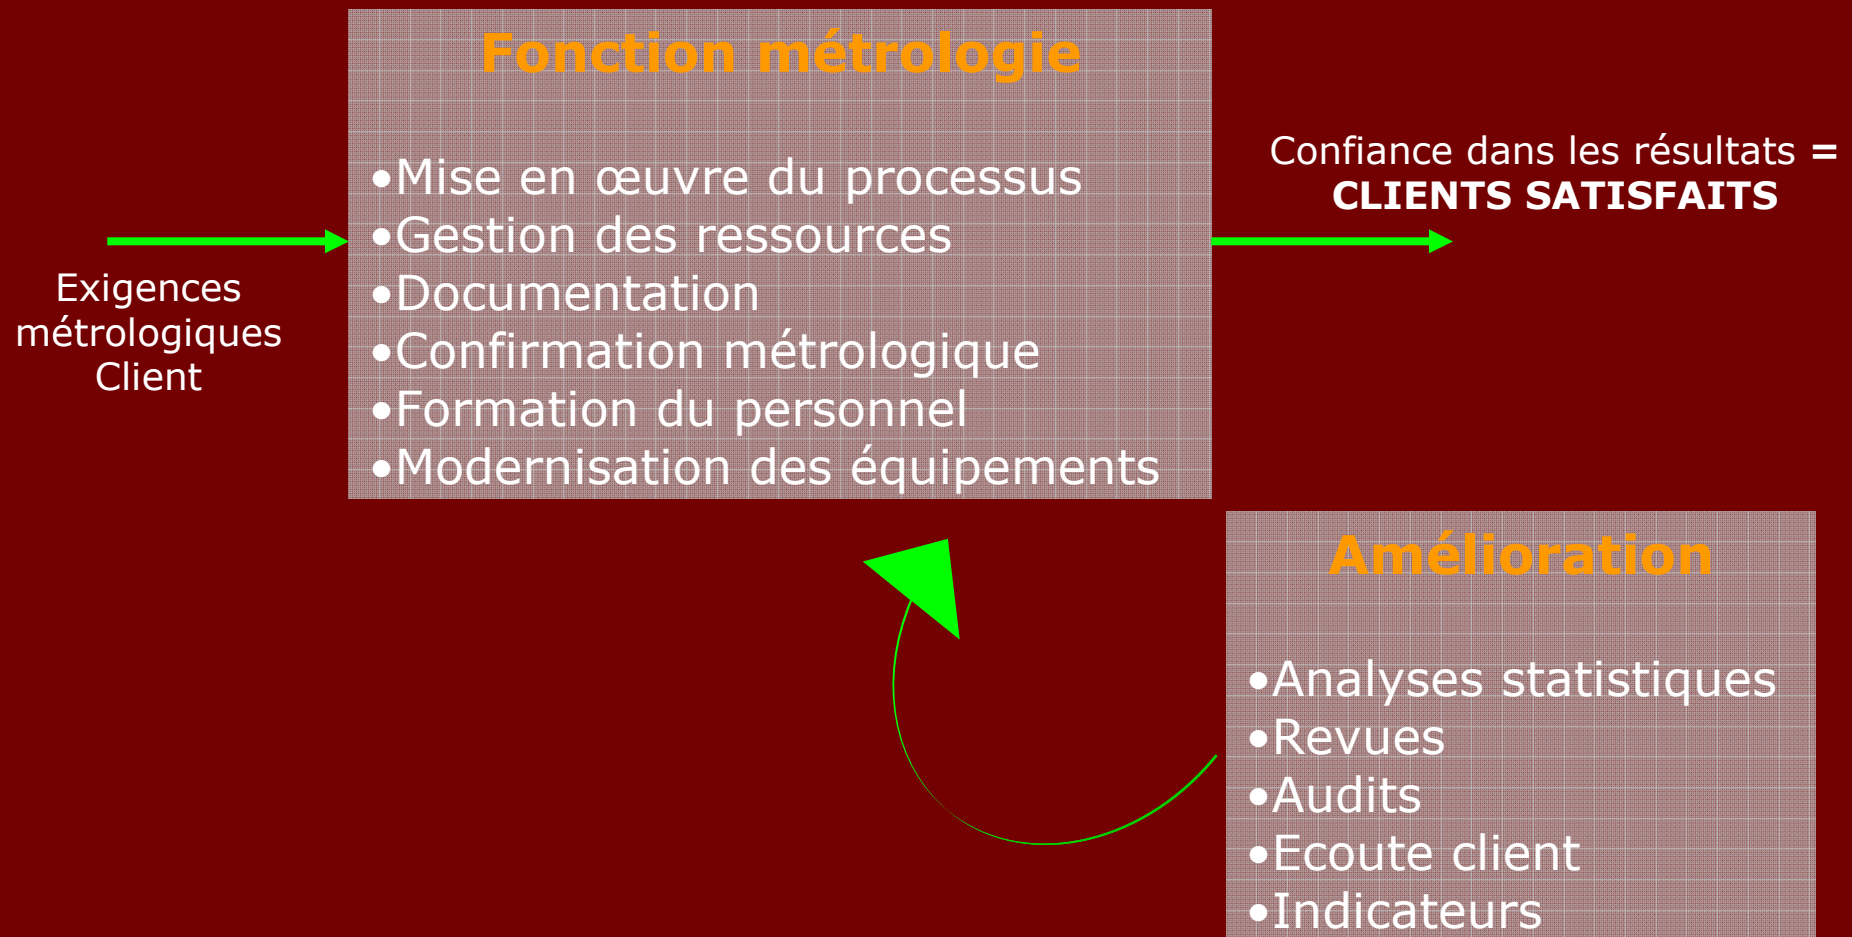 Fonction métrologie
•Mise en œuvre du processus
•Gestion des ressources
•Documentation
•Confirmation métrologique
•Formation du personnel
•Modernisation des équipements
Exigences
métrologiques
Client
Confiance dans les résultats =
CLIENTS SATISFAITS
Amélioration
•Analyses statistiques
•Revues
•Audits
•Ecoute client
•Indicateurs